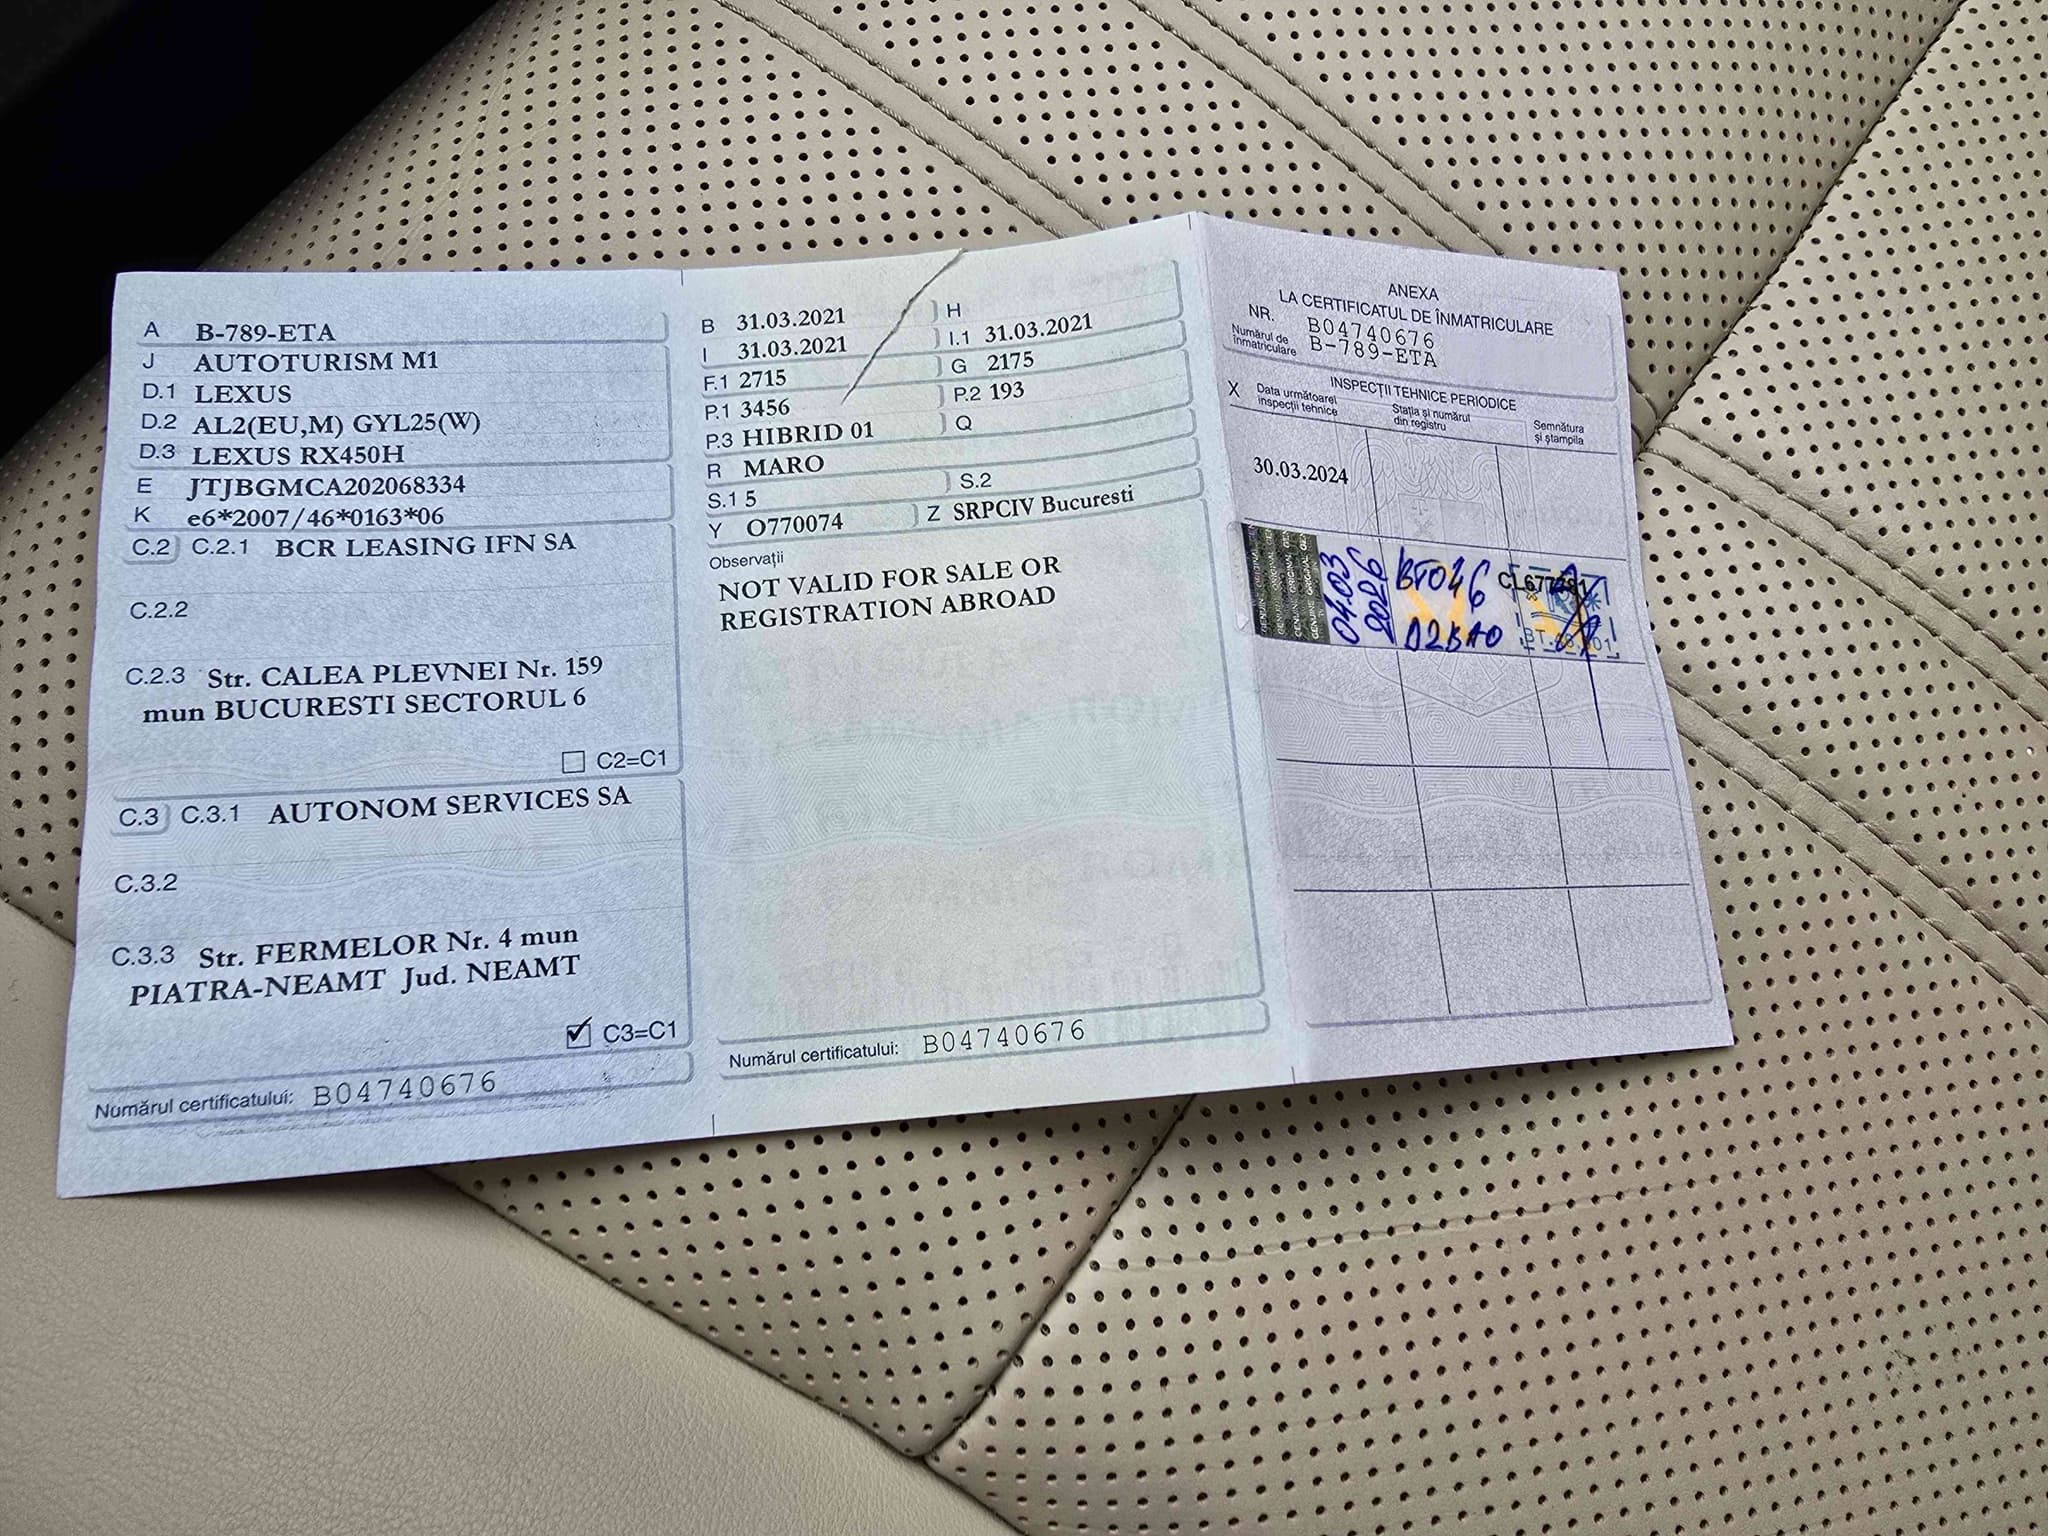 A B-789-ETA
J AUTOTURISM M1
D.1 LEXUS
D.2 AL2(EU,M) GYL25(W)
D.3 LEXUS RX450H
E JTJBGMCA202068334
K e6*2007/46*0163*06
C.2 C.2.1 BCR LEASING IFN SA
C.2.2
C.2.3 Str. CALEA PLEVNEI Nr. 159
mun BUCURESTI SECTORUL 6
C2=C1
C.3 C.3.1 AUTONOM SERVICES SA
C.3.2
C.3.3 Str. FERMELOR Nr. 4 mun
PIATRA-NEAMT Jud. NEAMT
C3=C1
Numărul certificatului: B04740676
B 31.03.2021 H
I 31.03.2021 I.1 31.03.2021
F.1 2715 G 2175
P.1 3456 P.2 193
P.3 HIBRID 01 Q
R MARO
S.1 5 S.2
Y O770074 Z SRPCIV Bucuresti
Observații
NOT VALID FOR SALE OR
REGISTRATION ABROAD
Numărul certificatului: B04740676
ANEXA
LA CERTIFICATUL DE ÎNMATRICULARE
NR. B04740676
Numărul de
înmatriculare B-789-ETA
INSPECȚII TEHNICE PERIODICE
X Data următoarei
inspecții tehnice
Stația și numărul
din registru
Semnătura
și ștampila
30.03.2024
04.03
2026
BT046